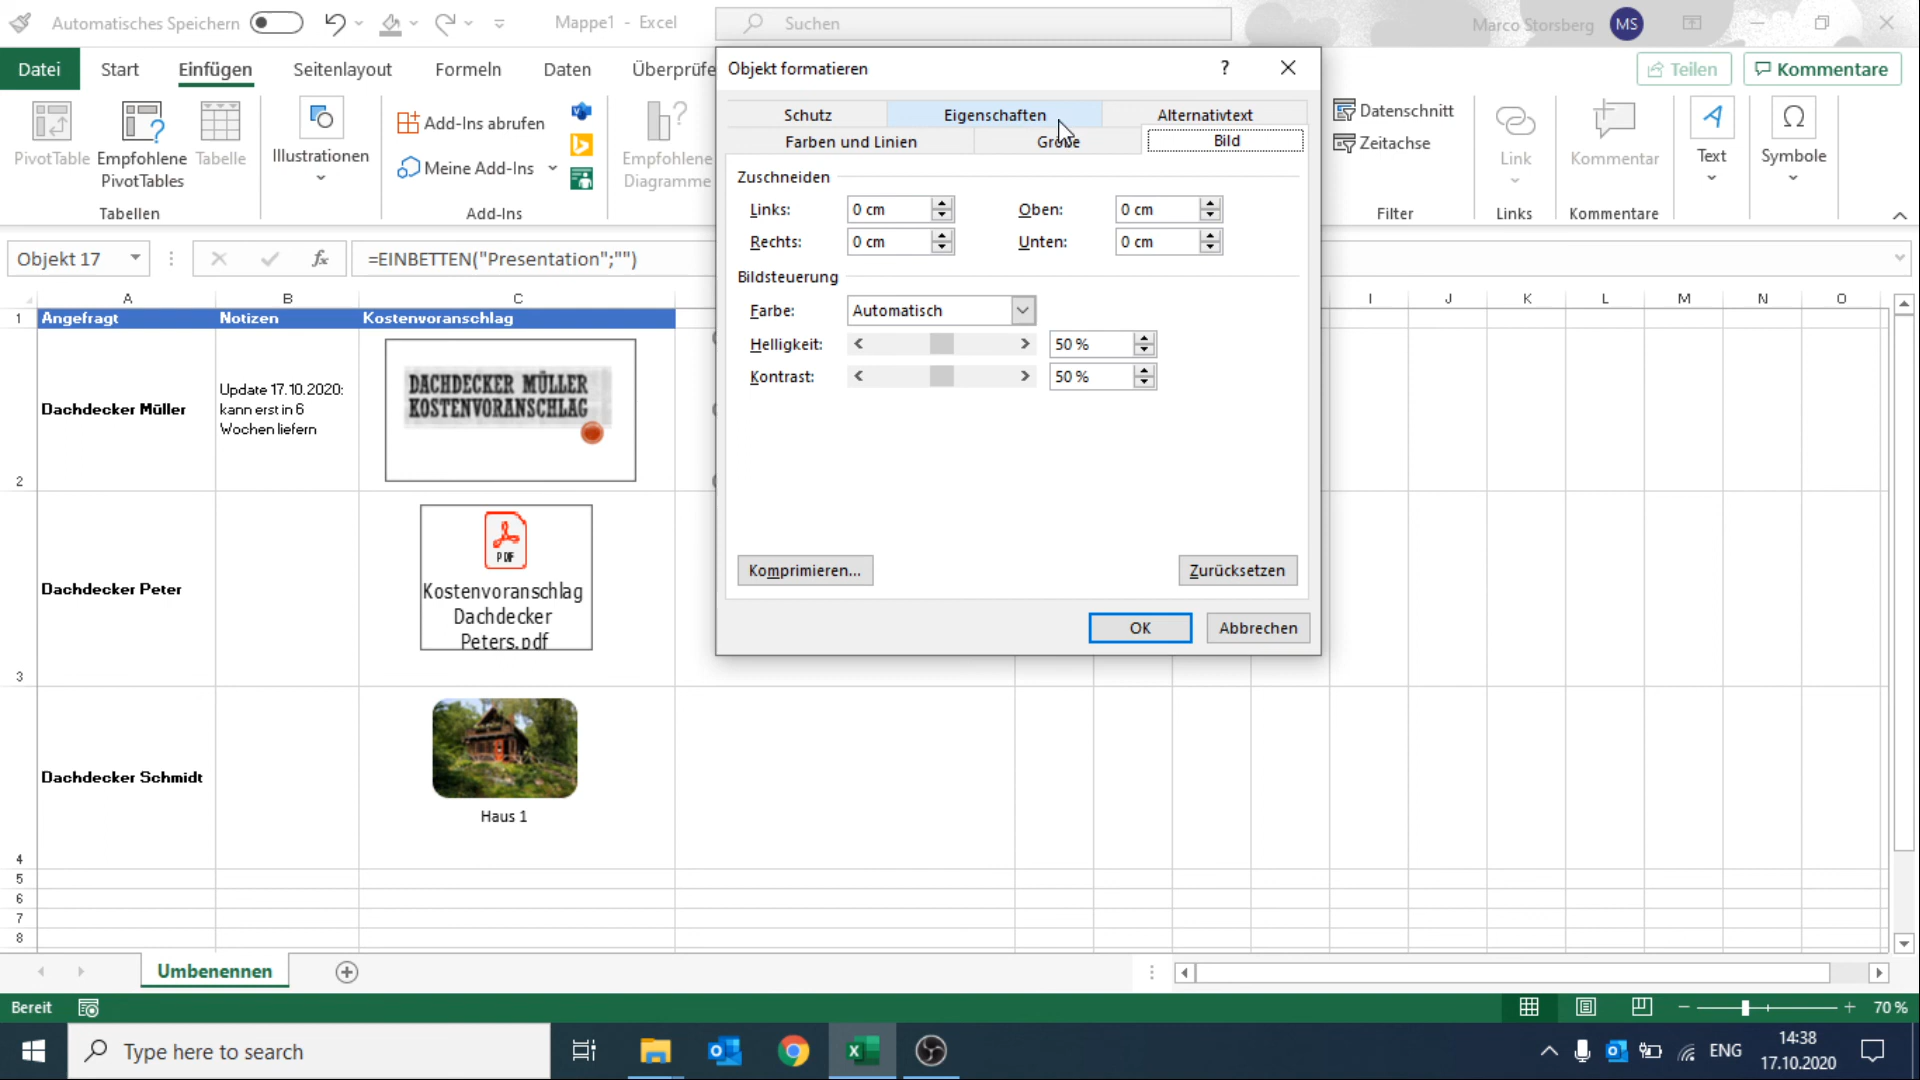 Automatisches Speichern
Mappe1 - Excel
Suchen
Marco Storsberg
MS
Datei Start Einfügen Seitenlayout Formeln Daten Überprüfe
Teilen
Kommentare
PivotTable
Empfohlene
PivotTables
Tabelle
Tabellen
Illustrationen
Add-Ins abrufen
Meine Add-Ins
Add-Ins
Empfohlene
Diagramme
Datenschnitt
Zeitachse
Filter
Link
Links
Kommentar
Kommentare
Text
Symbole
Objekt 17
fx
=EINBETTEN("Presentation";"")
Objekt formatieren
?
Schutz Eigenschaften Alternativtext
Farben und Linien Größe Bild
Zuschneiden
Links: 0 cm Oben: 0 cm
Rechts: 0 cm Unten: 0 cm
Bildsteuerung
Farbe: Automatisch
Helligkeit: 50 %
Kontrast: 50 %
Komprimieren... Zurücksetzen
OK Abbrechen
A B C I J K L M N O
1 Angefragt Notizen Kostenvoranschlag
2
Dachdecker Müller
Update 17.10.2020:
kann erst in 6
Wochen liefern
DACHDECKER MÜLLER
KOSTENVORANSCHLAG
3
Dachdecker Peter
PDF
Kostenvoranschlag
Dachdecker
Peters.pdf
4
Dachdecker Schmidt
Haus 1
5
6
7
8
Umbenennen
Bereit
70 %
Type here to search
ENG
14:38
17.10.2020